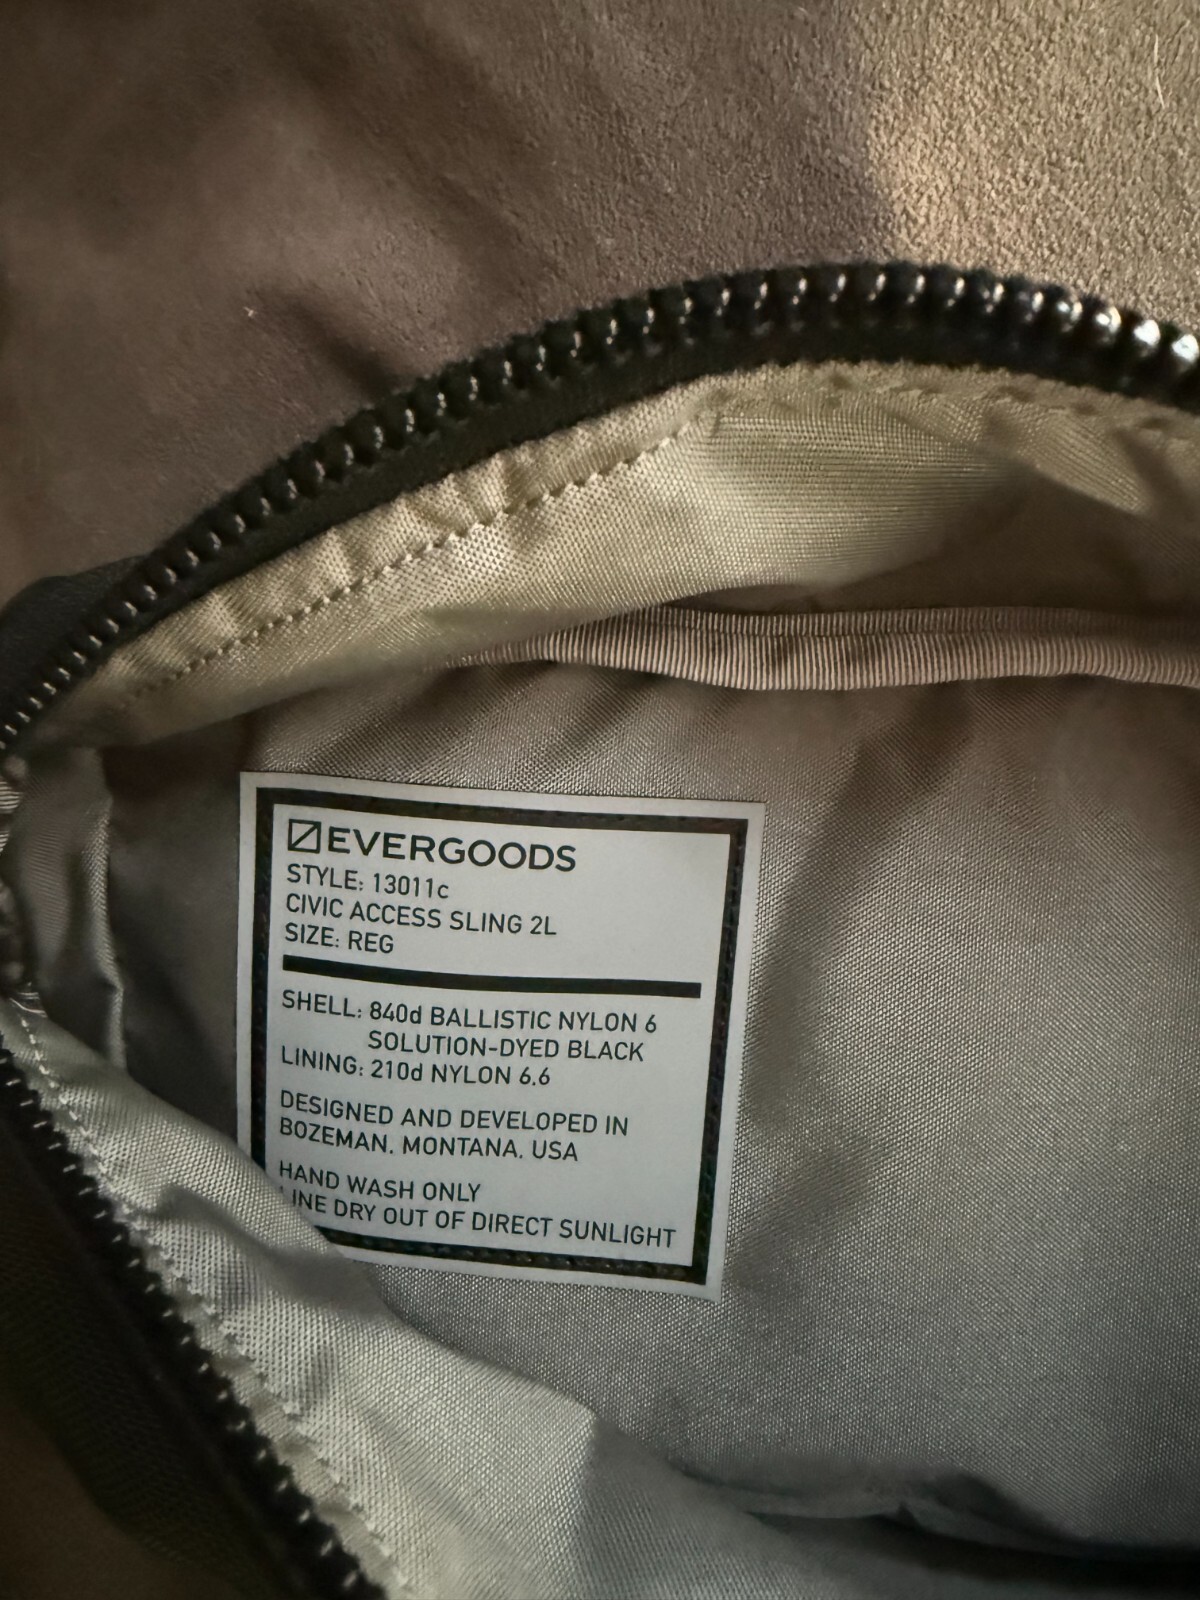 EVERGOODS
STYLE: 13011c
CIVIC ACCESS SLING 2L
SIZE: REG
SHELL: 840d BALLISTIC NYLON 6
SOLUTION-DYED BLACK
LINING: 210d NYLON 6.6
DESIGNED AND DEVELOPED IN
BOZEMAN, MONTANA, USA
HAND WASH ONLY
LINE DRY OUT OF DIRECT SUNLIGHT